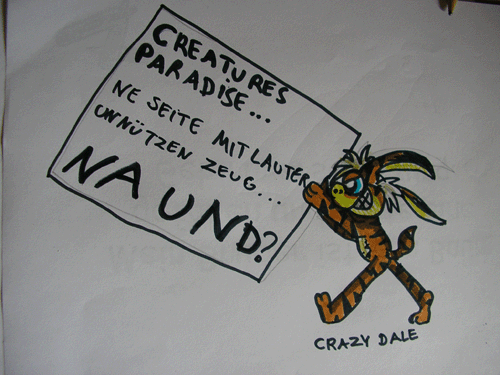 CREATURES
PARADISE...
NE SEITE MIT LAUTER
UNNÜTZEN ZEUG...
NA UND?
CRAZY DALE